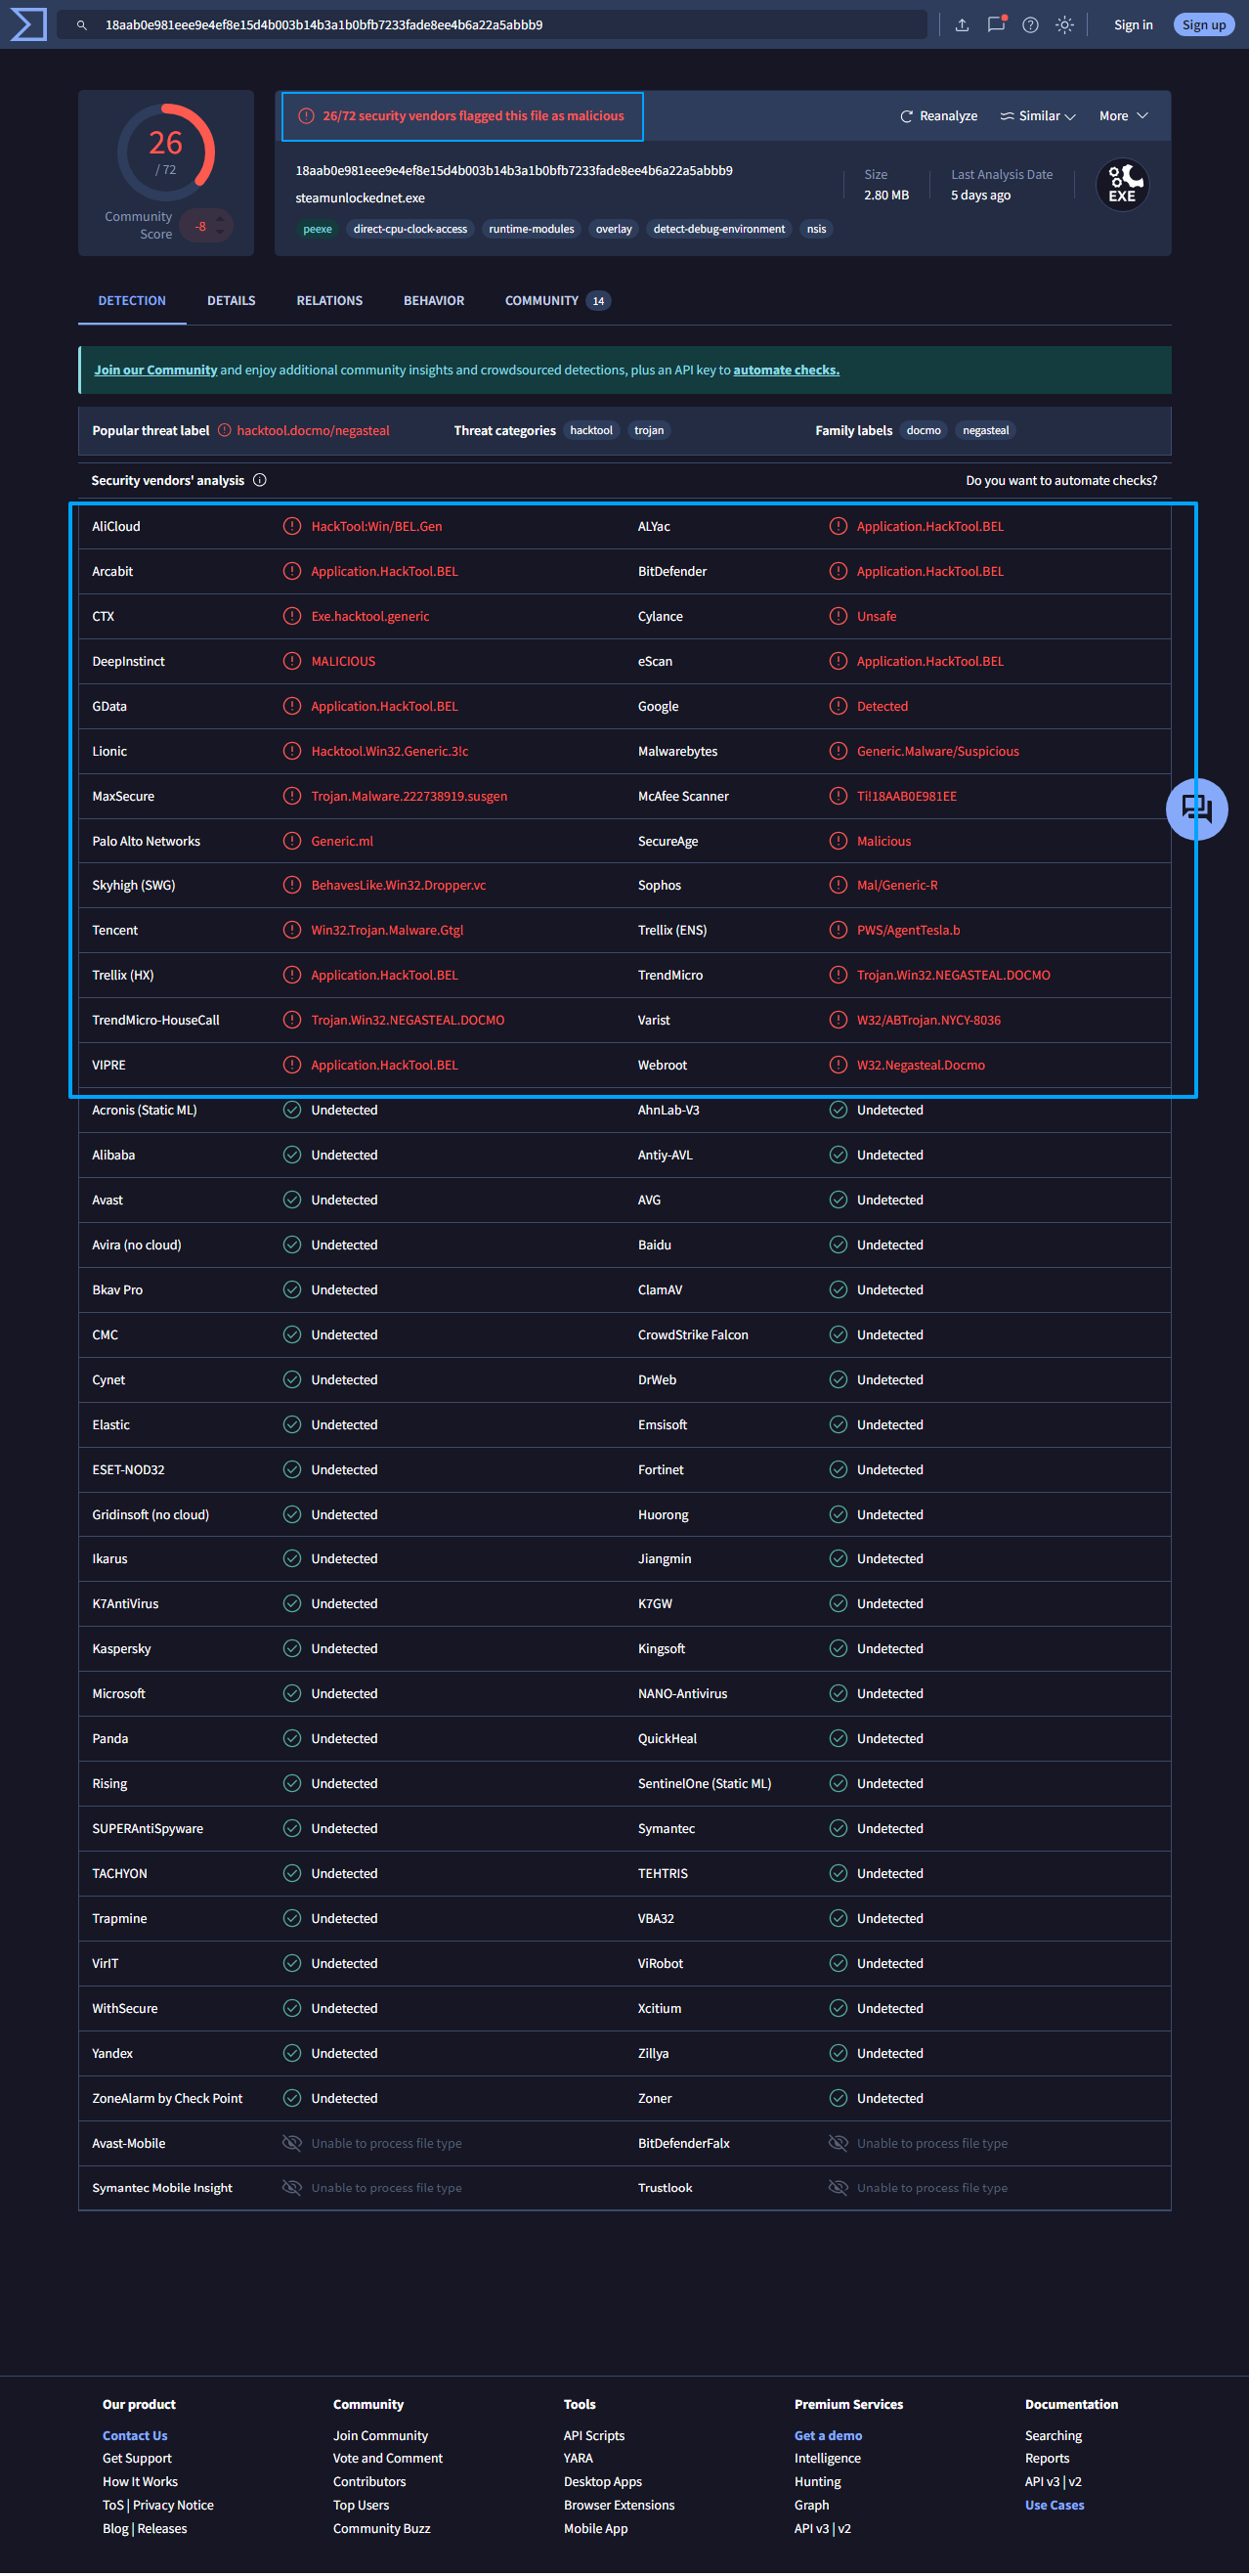 18aab0e981eee9e4ef8e15d4b003b14b3a1b0bfb7233fade8ee4b6a22a5abbb9
Sign in
Sign up
26
/ 72
Community
Score
-8
26/72 security vendors flagged this file as malicious
Reanalyze
Similar
More
18aab0e981eee9e4ef8e15d4b003b14b3a1b0bfb7233fade8ee4b6a22a5abbb9
steamunlockednet.exe
peexe direct-cpu-clock-access runtime-modules overlay detect-debug-environment nsis
Size
2.80 MB
Last Analysis Date
5 days ago
EXE
DETECTION DETAILS RELATIONS BEHAVIOR COMMUNITY 14
Join our Community and enjoy additional community insights and crowdsourced detections, plus an API key to automate checks.
Popular threat label hacktool.docmo/negasteal Threat categories hacktool trojan Family labels docmo negasteal
Security vendors' analysis Do you want to automate checks?
AliCloud HackTool:Win/BEL.Gen ALYac Application.HackTool.BEL
Arcabit Application.HackTool.BEL BitDefender Application.HackTool.BEL
CTX Exe.hacktool.generic Cylance Unsafe
DeepInstinct MALICIOUS eScan Application.HackTool.BEL
GData Application.HackTool.BEL Google Detected
Lionic Hacktool.Win32.Generic.3!c Malwarebytes Generic.Malware/Suspicious
MaxSecure Trojan.Malware.222738919.susgen McAfee Scanner Ti!18AAB0E981EE
Palo Alto Networks Generic.ml SecureAge Malicious
Skyhigh (SWG) BehavesLike.Win32.Dropper.vc Sophos Mal/Generic-R
Tencent Win32.Trojan.Malware.Gtgl Trellix (ENS) PWS/AgentTesla.b
Trellix (HX) Application.HackTool.BEL TrendMicro Trojan.Win32.NEGASTEAL.DOCMO
TrendMicro-HouseCall Trojan.Win32.NEGASTEAL.DOCMO Varist W32/ABTrojan.NYCY-8036
VIPRE Application.HackTool.BEL Webroot W32.Negasteal.Docmo
Acronis (Static ML) Undetected AhnLab-V3 Undetected
Alibaba Undetected Antiy-AVL Undetected
Avast Undetected AVG Undetected
Avira (no cloud) Undetected Baidu Undetected
Bkav Pro Undetected ClamAV Undetected
CMC Undetected CrowdStrike Falcon Undetected
Cynet Undetected DrWeb Undetected
Elastic Undetected Emsisoft Undetected
ESET-NOD32 Undetected Fortinet Undetected
Gridinsoft (no cloud) Undetected Huorong Undetected
Ikarus Undetected Jiangmin Undetected
K7AntiVirus Undetected K7GW Undetected
Kaspersky Undetected Kingsoft Undetected
Microsoft Undetected NANO-Antivirus Undetected
Panda Undetected QuickHeal Undetected
Rising Undetected SentinelOne (Static ML) Undetected
SUPERAntiSpyware Undetected Symantec Undetected
TACHYON Undetected TEHTRIS Undetected
Trapmine Undetected VBA32 Undetected
VirIT Undetected ViRobot Undetected
WithSecure Undetected Xcitium Undetected
Yandex Undetected Zillya Undetected
ZoneAlarm by Check Point Undetected Zoner Undetected
Avast-Mobile Unable to process file type BitDefenderFalx Unable to process file type
Symantec Mobile Insight Unable to process file type Trustlook Unable to process file type
Our product Community Tools Premium Services Documentation
Contact Us Join Community API Scripts Get a demo Searching
Get Support Vote and Comment YARA Intelligence Reports
How It Works Contributors Desktop Apps Hunting API v3 | v2
ToS | Privacy Notice Top Users Browser Extensions Graph Use Cases
Blog | Releases Community Buzz Mobile App API v3 | v2